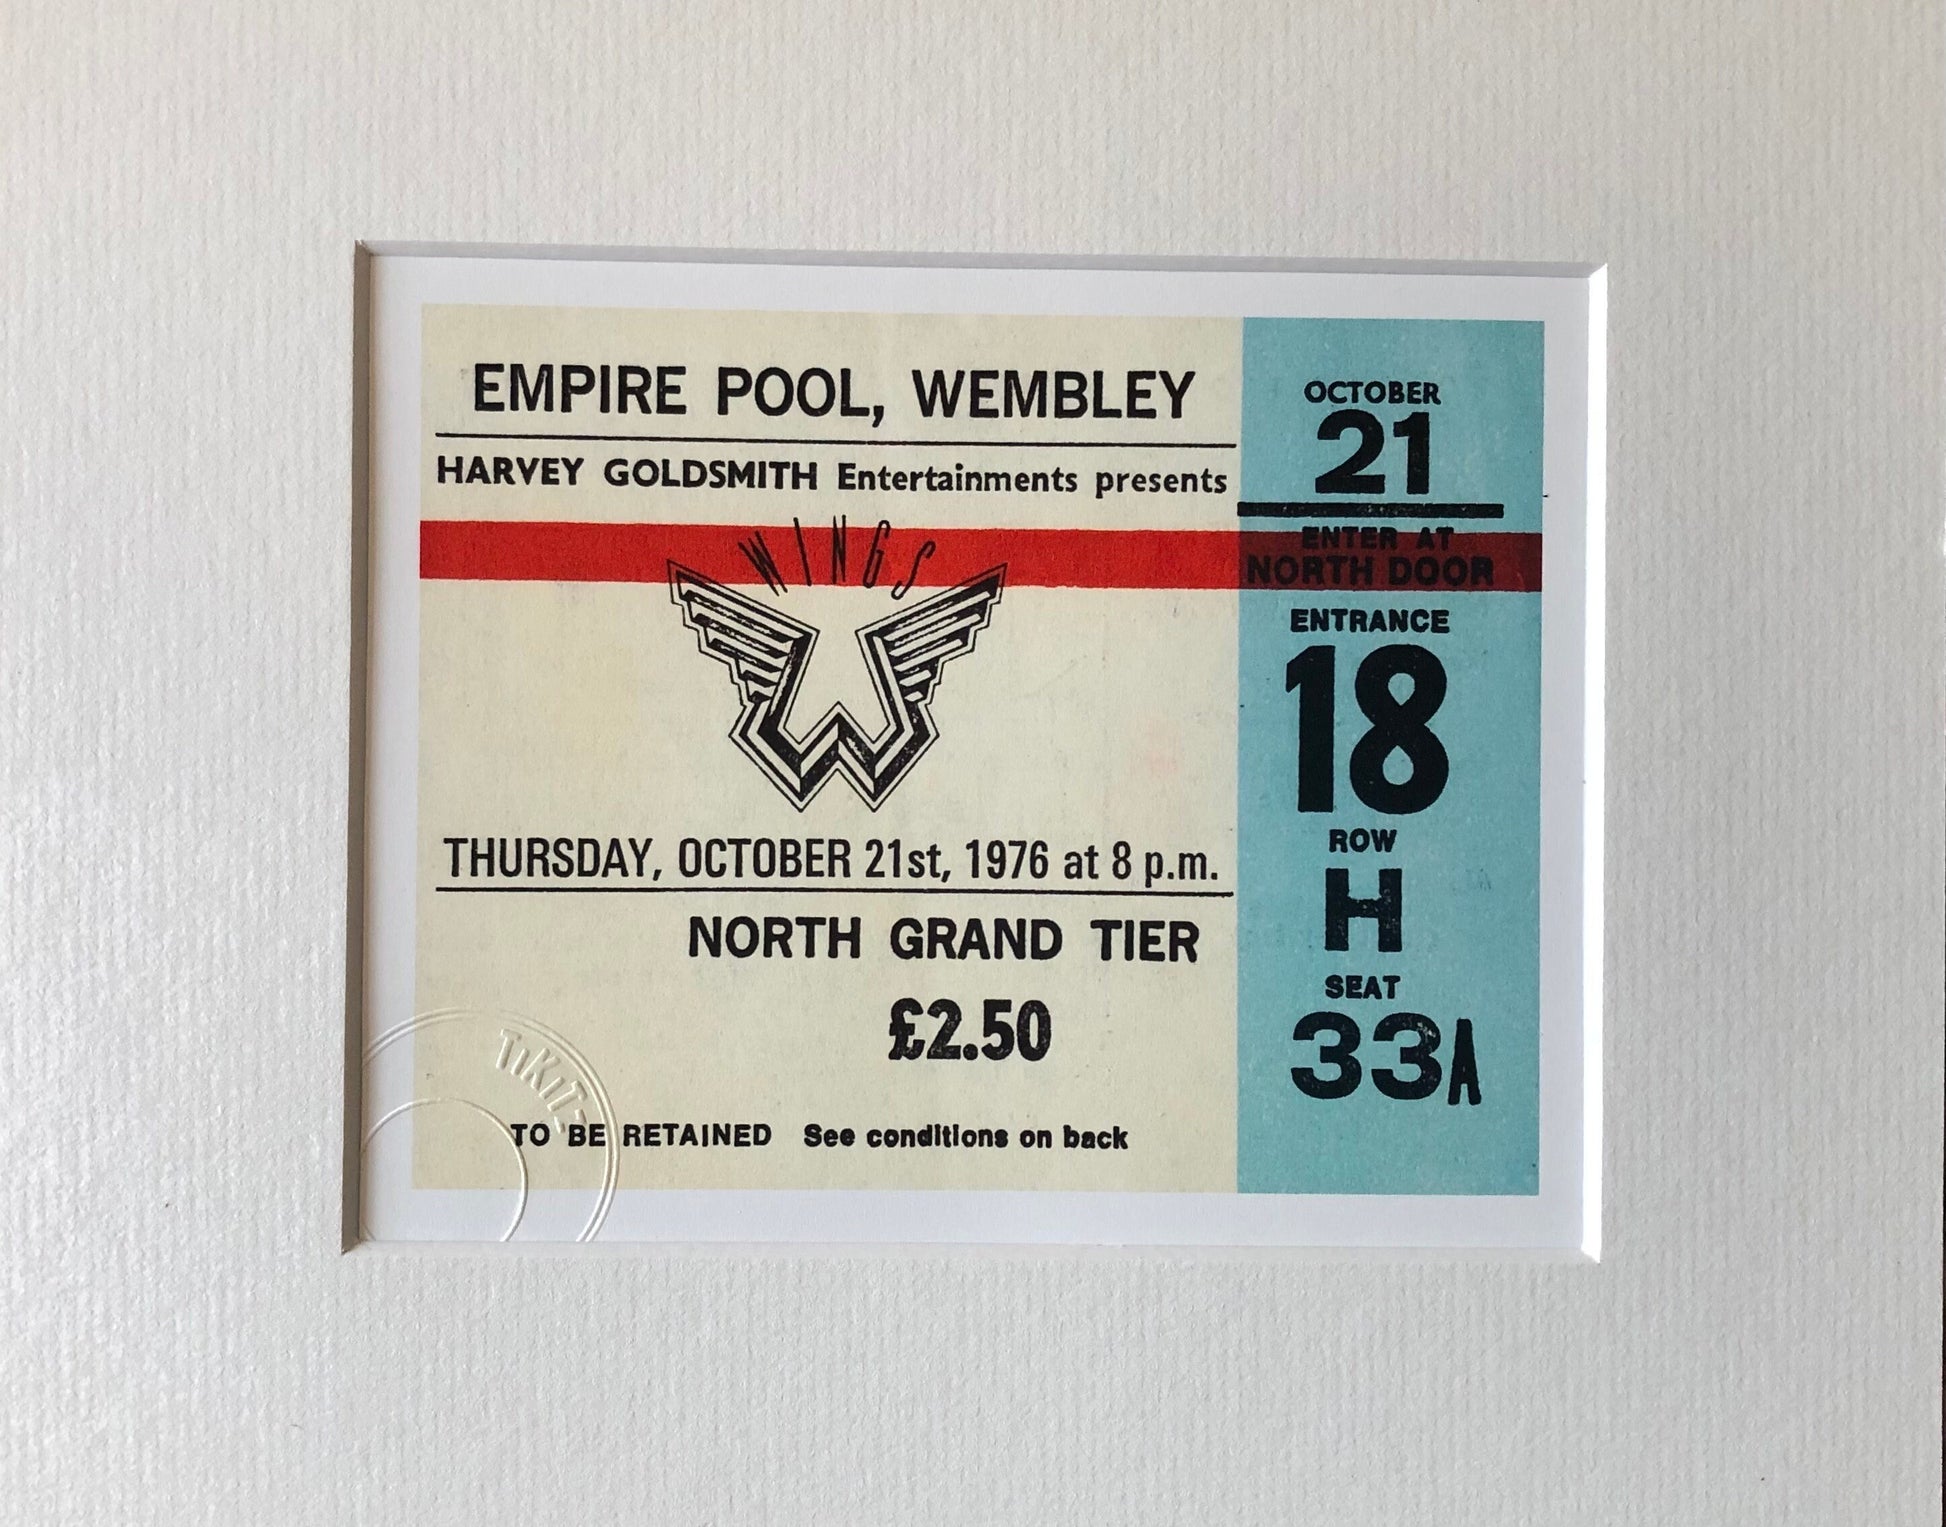 EMPIRE POOL, WEMBLEY
HARVEY GOLDSMITH Entertainments presents
WINGS
W
THURSDAY, OCTOBER 21st, 1976 at 8 p.m.
NORTH GRAND TIER
£2.50
TO BE RETAINED See conditions on back
TIKIT
OCTOBER
21
ENTER AT
NORTH DOOR
ENTRANCE
18
ROW
H
SEAT
33A